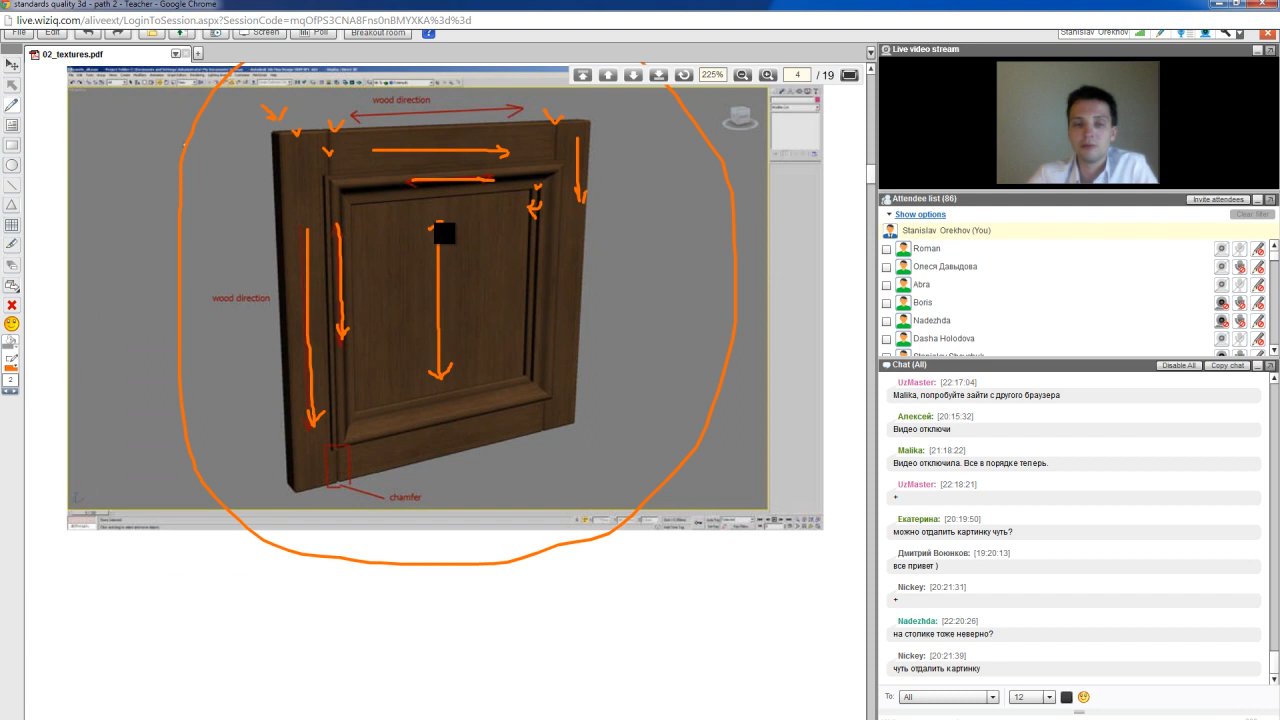 standards quality 3d - path 2 - Teacher - Google Chrome
live.wiziq.com/aliveext/LoginToSession.aspx?SessionCode=mqOfPS3CNA8Fns0nBMYXKA%3d%3d
File Edit Screen Poll Breakout room ?
Stanislav Orekhov
02_textures.pdf
225% 4 / 19
wood direction
wood direction
chamfer
2
Live video stream
Attendee list (86) Invite attendees
Show options Clear filter
Stanislav Orekhov (You)
Roman
Олеся Давыдова
Abra
Boris
Nadezhda
Dasha Holodova
Chat (All) Disable All Copy chat
UzMaster: [22:17:04]
Malika, попробуйте зайти с другого браузера
Алексей: [20:15:32]
Видео отключи
Malika: [21:18:22]
Видео отключила. Все в порядке теперь.
UzMaster: [22:18:21]
+
Екатерина: [20:19:50]
можно отдалить картинку чуть?
Дмитрий Воюнков: [19:20:13]
все привет )
Nickey: [20:21:31]
+
Nadezhda: [22:20:26]
на столике тоже неверно?
Nickey: [20:21:39]
чуть отдалить картинку
To: All 12